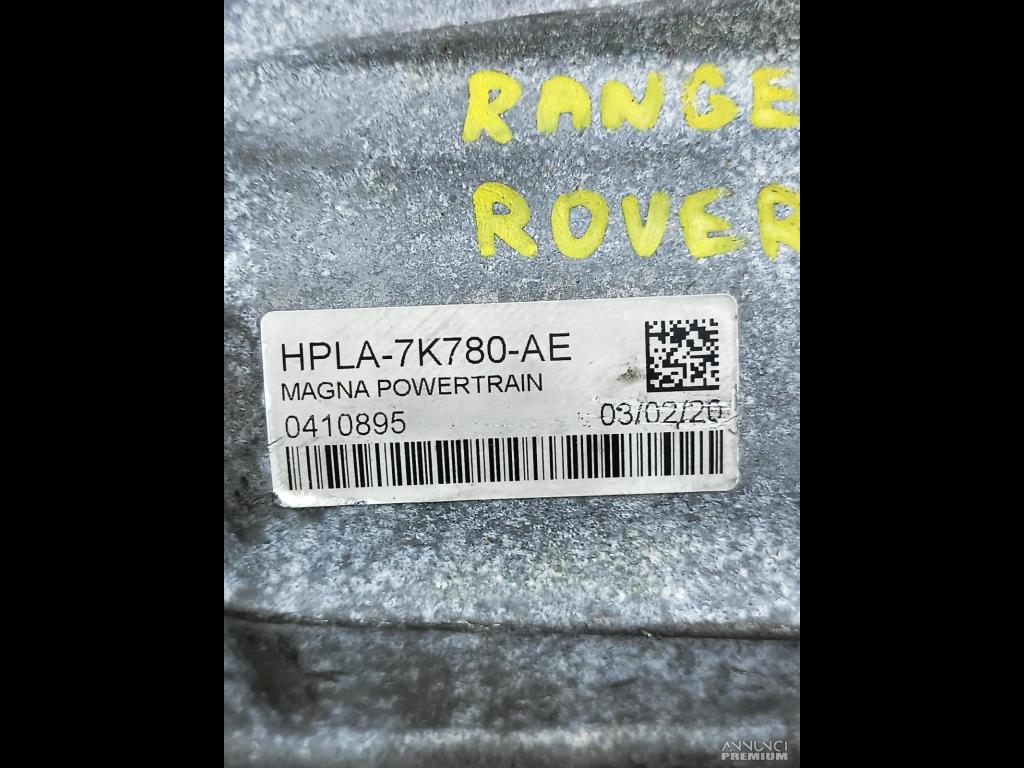 RANGE
ROVER
HPLA-7K780-AE
MAGNA POWERTRAIN
0410895 03/02/20
ANNUNCI
PREMIUM